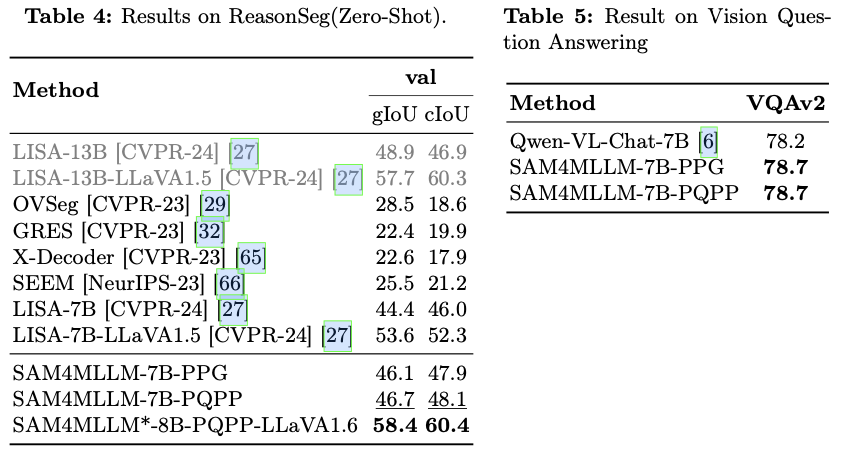 Table 4: Results on ReasonSeg(Zero-Shot).
Method val
gIoU cIoU
LISA-13B [CVPR-24] [27] 48.9 46.9
LISA-13B-LLaVA1.5 [CVPR-24] [27] 57.7 60.3
OVSeg [CVPR-23] [29] 28.5 18.6
GRES [CVPR-23] [32] 22.4 19.9
X-Decoder [CVPR-23] [65] 22.6 17.9
SEEM [NeurIPS-23] [66] 25.5 21.2
LISA-7B [CVPR-24] [27] 44.4 46.0
LISA-7B-LLaVA1.5 [CVPR-24] [27] 53.6 52.3
SAM4MLLM-7B-PPG 46.1 47.9
SAM4MLLM-7B-PQPP 46.7 48.1
SAM4MLLM*-8B-PQPP-LLaVA1.6 58.4 60.4
Table 5: Result on Vision Ques-
tion Answering
Method VQAv2
Qwen-VL-Chat-7B [6] 78.2
SAM4MLLM-7B-PPG 78.7
SAM4MLLM-7B-PQPP 78.7